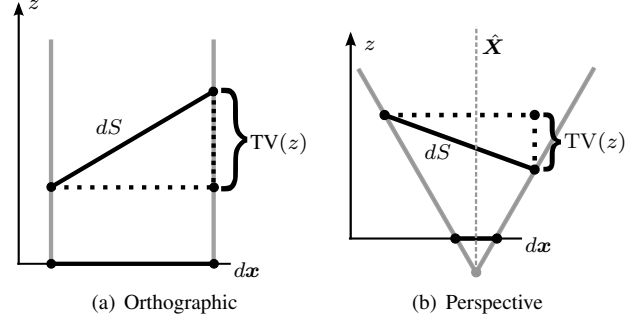 z
dS
TV(z)
dx
(a) Orthographic
z
X̂
dS
TV(z)
dx
(b) Perspective